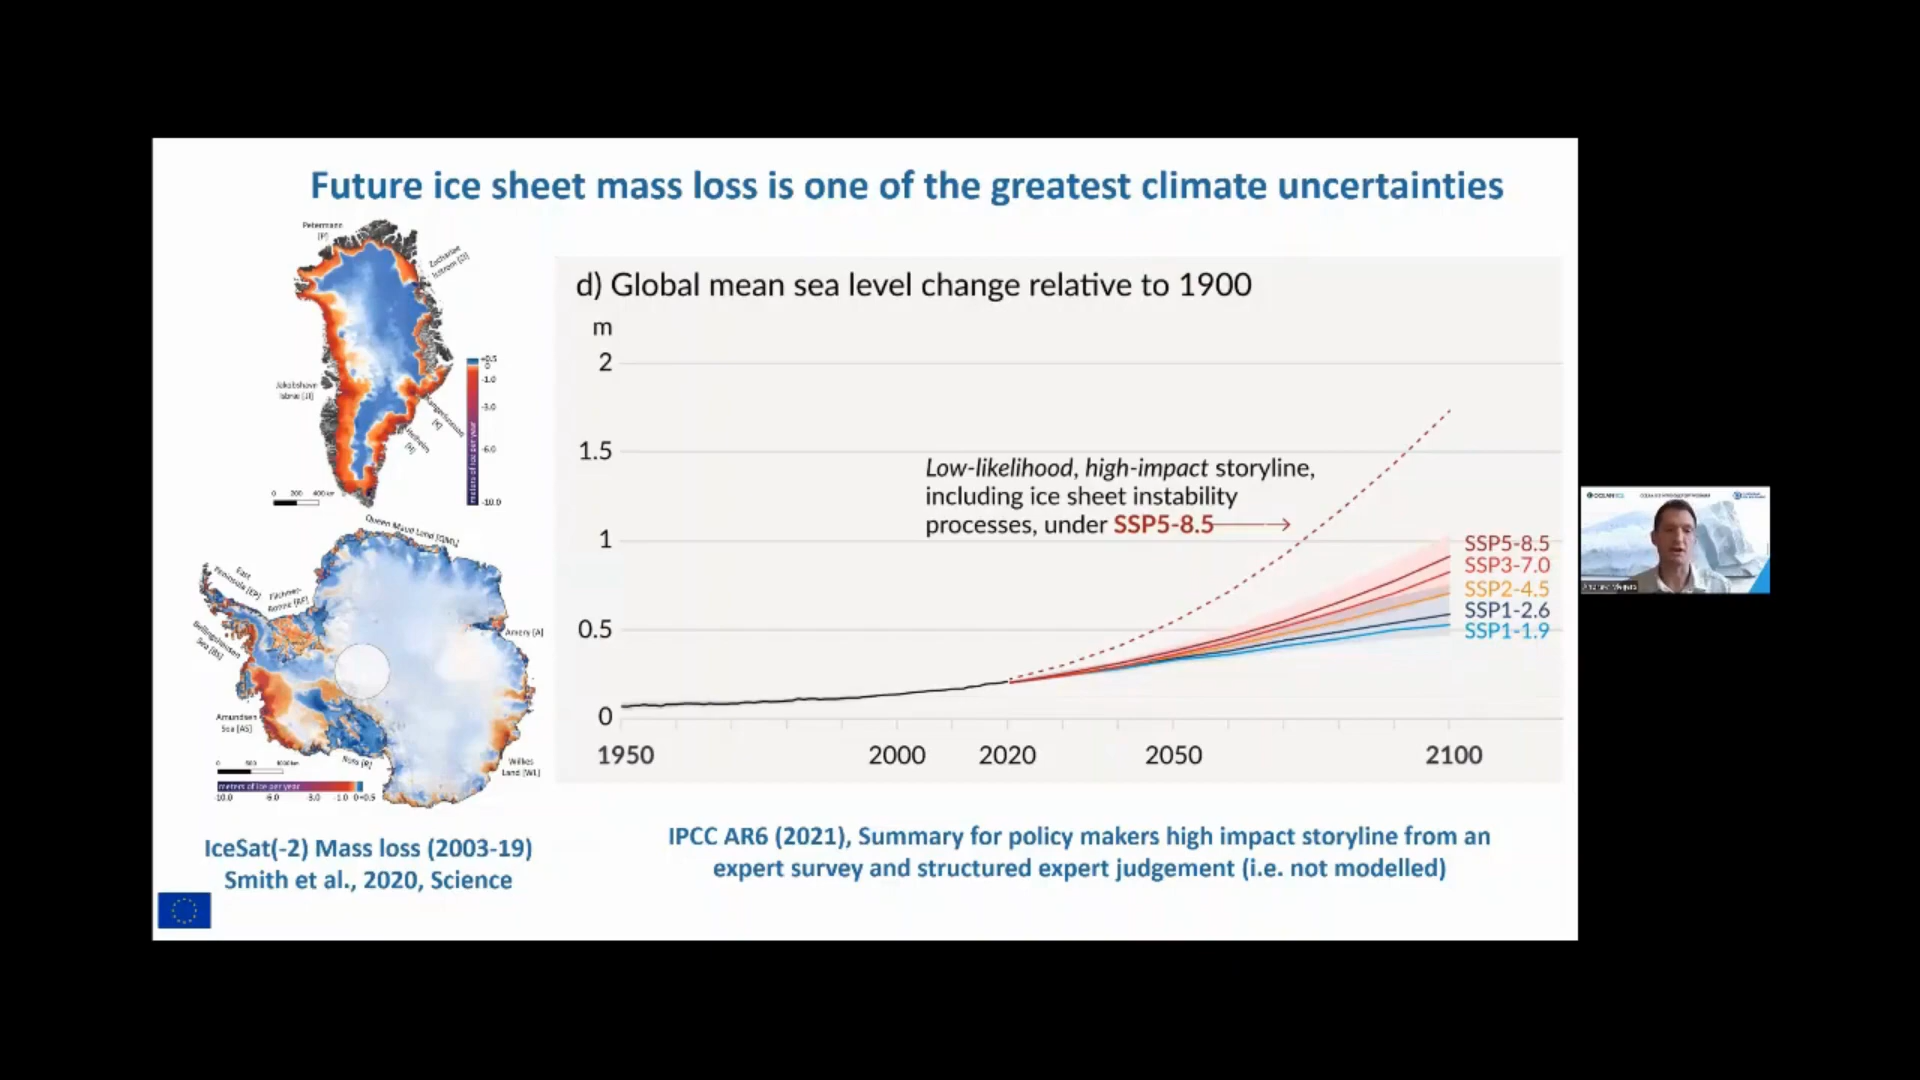 Future ice sheet mass loss is one of the greatest climate uncertainties
Petermann
[P]
Zachariae
Isstrom [ZI]
Jakobshavn
Isbræ [JI]
Kangerlussuaq
[K]
Helheim
[H]
+0.5
0
-1.0
-3.0
-6.0
-10.0
meters of ice per year
0 200 400 km
Queen Maud Land [QML]
East
Peninsula [EP]
Filchner-
Ronne [RF]
Bellingshausen
Sea [BS]
Amery [A]
Amundsen
Sea [AS]
Ross [R]
Wilkes
Land [WL]
0 500 1000 km
meters of ice per year
-10.0 -6.0 -3.0 -1.0 0 +0.5
IceSat(-2) Mass loss (2003-19)
Smith et al., 2020, Science
d) Global mean sea level change relative to 1900
m
2
1.5
1
0.5
0
Low-likelihood, high-impact storyline,
including ice sheet instability
processes, under SSP5-8.5
SSP5-8.5
SSP3-7.0
SSP2-4.5
SSP1-2.6
SSP1-1.9
1950 2000 2020 2050 2100
IPCC AR6 (2021), Summary for policy makers high impact storyline from an
expert survey and structured expert judgement (i.e. not modelled)